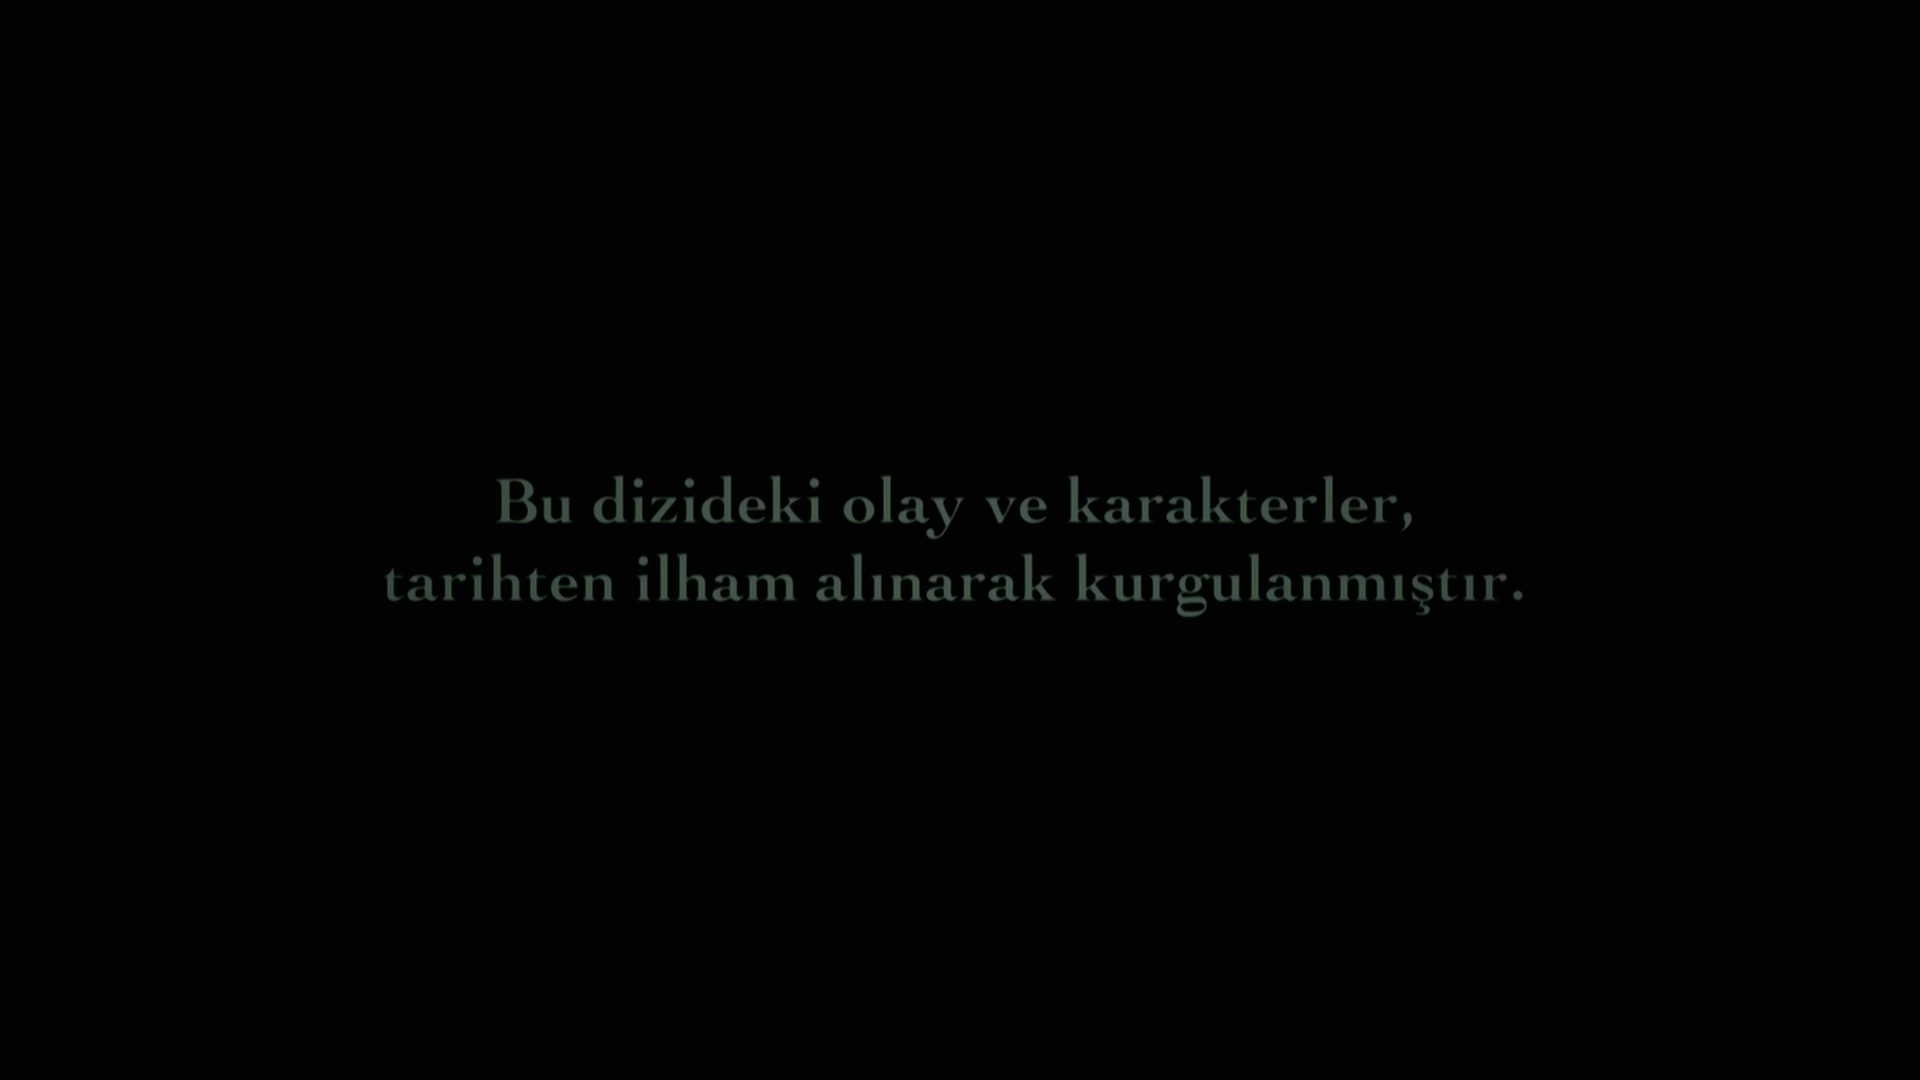 Bu dizideki olay ve karakterler,
tarihten ilham alınarak kurgulanmıştır.